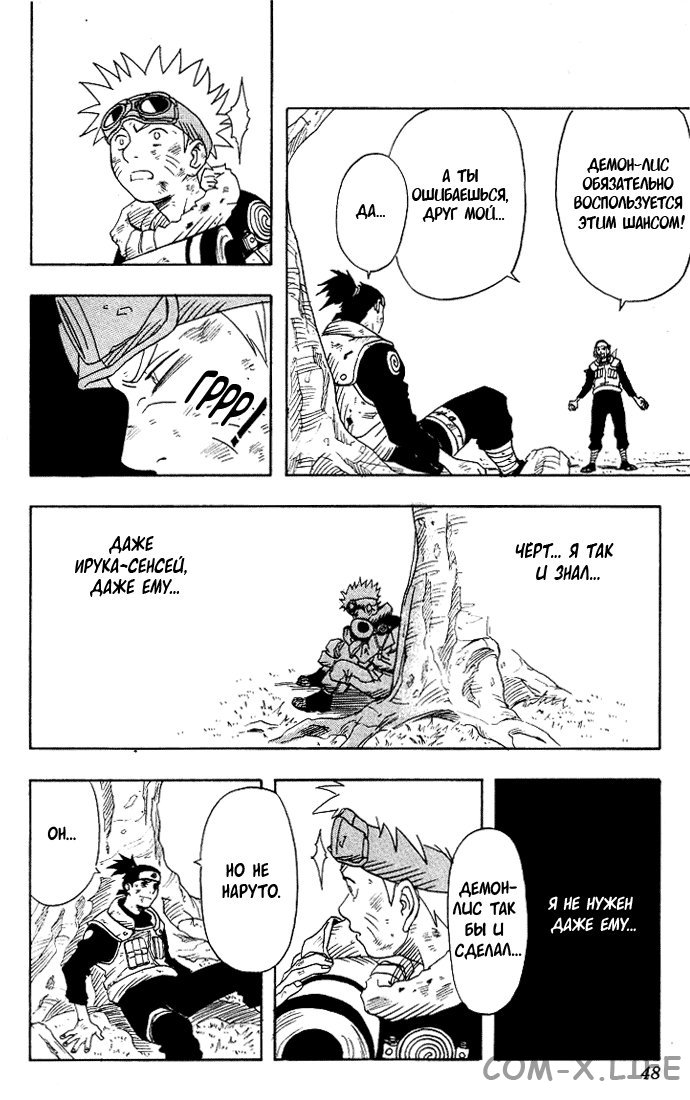 ДЕМОН-ЛИС
ОБЯЗАТЕЛЬНО
ВОСПОЛЬЗУЕТСЯ
ЭТИМ ШАНСОМ!
А ТЫ
ОШИБАЕШЬСЯ,
ДРУГ МОЙ...
ДА...
ГРРР!
ЧЁРТ... Я ТАК
И ЗНАЛ...
ДАЖЕ
ИРУКА-СЕНСЕЙ,
ДАЖЕ ЕМУ...
Я НЕ НУЖЕН
ДАЖЕ ЕМУ...
ДЕМОН-
ЛИС ТАК
БЫ И
СДЕЛАЛ...
НО НЕ
НАРУТО.
ОН...
48
COM-X.LIFE